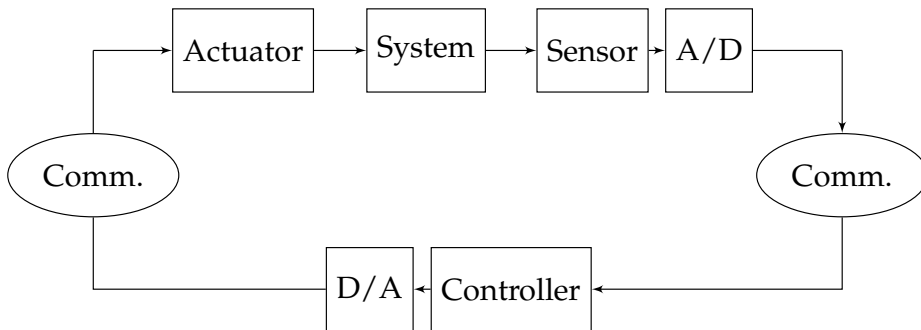 Actuator
System
Sensor
A/D
Comm.
Comm.
D/A
Controller